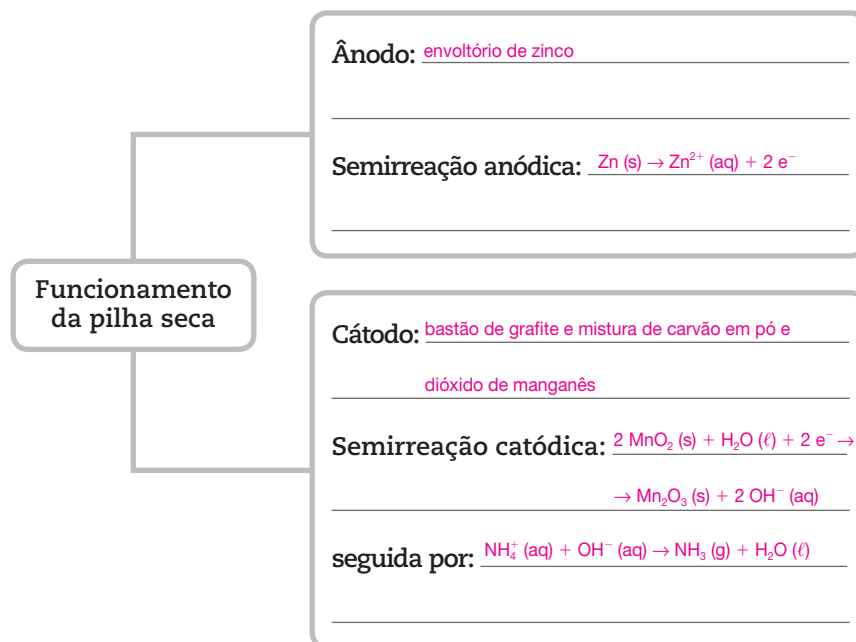 Ânodo: envoltório de zinco
Semirreação anódica: Zn (s) → Zn²⁺ (aq) + 2 e⁻
Funcionamento
da pilha seca
Cátodo: bastão de grafite e mistura de carvão em pó e
dióxido de manganês
Semirreação catódica: 2 MnO₂ (s) + H₂O (ℓ) + 2 e⁻ →
→ Mn₂O₃ (s) + 2 OH⁻ (aq)
seguida por: NH₄⁺ (aq) + OH⁻ (aq) → NH₃ (g) + H₂O (ℓ)